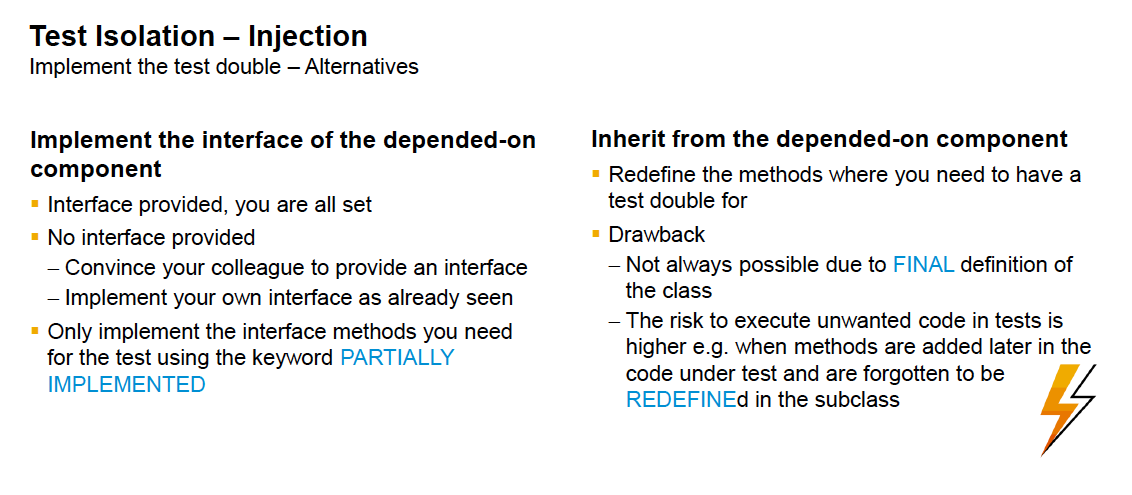 Test Isolation – Injection
Implement the test double – Alternatives
Implement the interface of the depended-on
component
▪ Interface provided, you are all set
▪ No interface provided
– Convince your colleague to provide an interface
– Implement your own interface as already seen
▪ Only implement the interface methods you need
for the test using the keyword PARTIALLY
IMPLEMENTED
Inherit from the depended-on component
▪ Redefine the methods where you need to have a
test double for
▪ Drawback
– Not always possible due to FINAL definition of
the class
– The risk to execute unwanted code in tests is
higher e.g. when methods are added later in the
code under test and are forgotten to be
REDEFINEd in the subclass